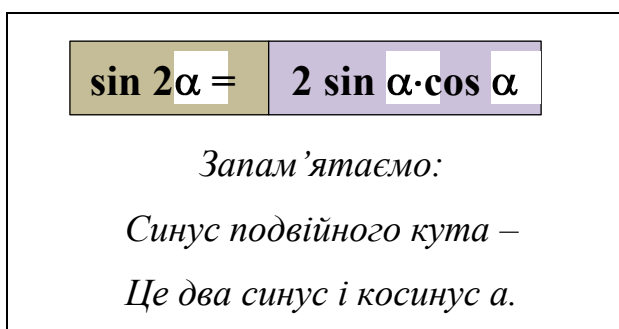 sin 2α = 2 sin α·cos α
Запам’ятаємо:
Синус подвійного кута –
Це два синус і косинус а.